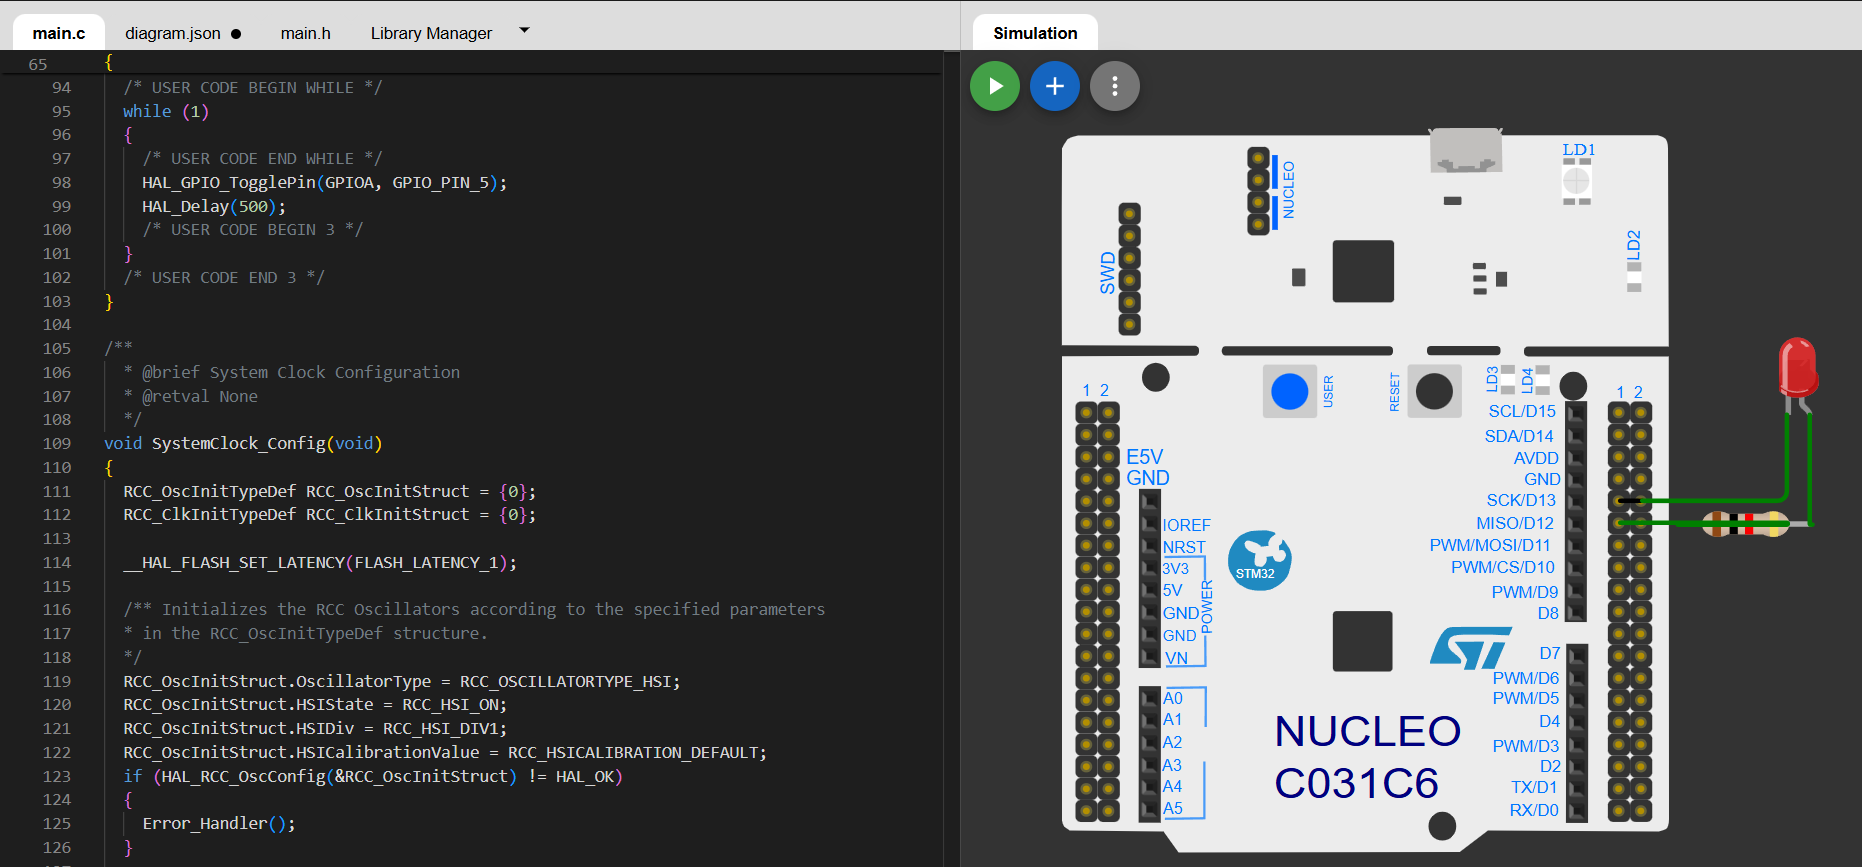 main.c diagram.json main.h Library Manager
65 {
94 /* USER CODE BEGIN WHILE */
95 while (1)
96 {
97 /* USER CODE END WHILE */
98 HAL_GPIO_TogglePin(GPIOA, GPIO_PIN_5);
99 HAL_Delay(500);
100 /* USER CODE BEGIN 3 */
101 }
102 /* USER CODE END 3 */
103 }
104
105 /**
106 * @brief System Clock Configuration
107 * @retval None
108 */
109 void SystemClock_Config(void)
110 {
111 RCC_OscInitTypeDef RCC_OscInitStruct = {0};
112 RCC_ClkInitTypeDef RCC_ClkInitStruct = {0};
113
114 __HAL_FLASH_SET_LATENCY(FLASH_LATENCY_1);
115
116 /** Initializes the RCC Oscillators according to the specified parameters
117 * in the RCC_OscInitTypeDef structure.
118 */
119 RCC_OscInitStruct.OscillatorType = RCC_OSCILLATORTYPE_HSI;
120 RCC_OscInitStruct.HSIState = RCC_HSI_ON;
121 RCC_OscInitStruct.HSIDiv = RCC_HSI_DIV1;
122 RCC_OscInitStruct.HSICalibrationValue = RCC_HSICALIBRATION_DEFAULT;
123 if (HAL_RCC_OscConfig(&RCC_OscInitStruct) != HAL_OK)
124 {
125 Error_Handler();
126 }
Simulation
NUCLEO
LD1
LD2
SWD
USER
RESET
LD3
LD4
1 2
1 2
E5V
GND
IOREF
NRST
3V3
5V
GND
GND
VN
POWER
A0
A1
A2
A3
A4
A5
STM32
SCL/D15
SDA/D14
AVDD
GND
SCK/D13
MISO/D12
PWM/MOSI/D11
PWM/CS/D10
PWM/D9
D8
ST
D7
PWM/D6
PWM/D5
D4
PWM/D3
D2
TX/D1
RX/D0
NUCLEO
C031C6